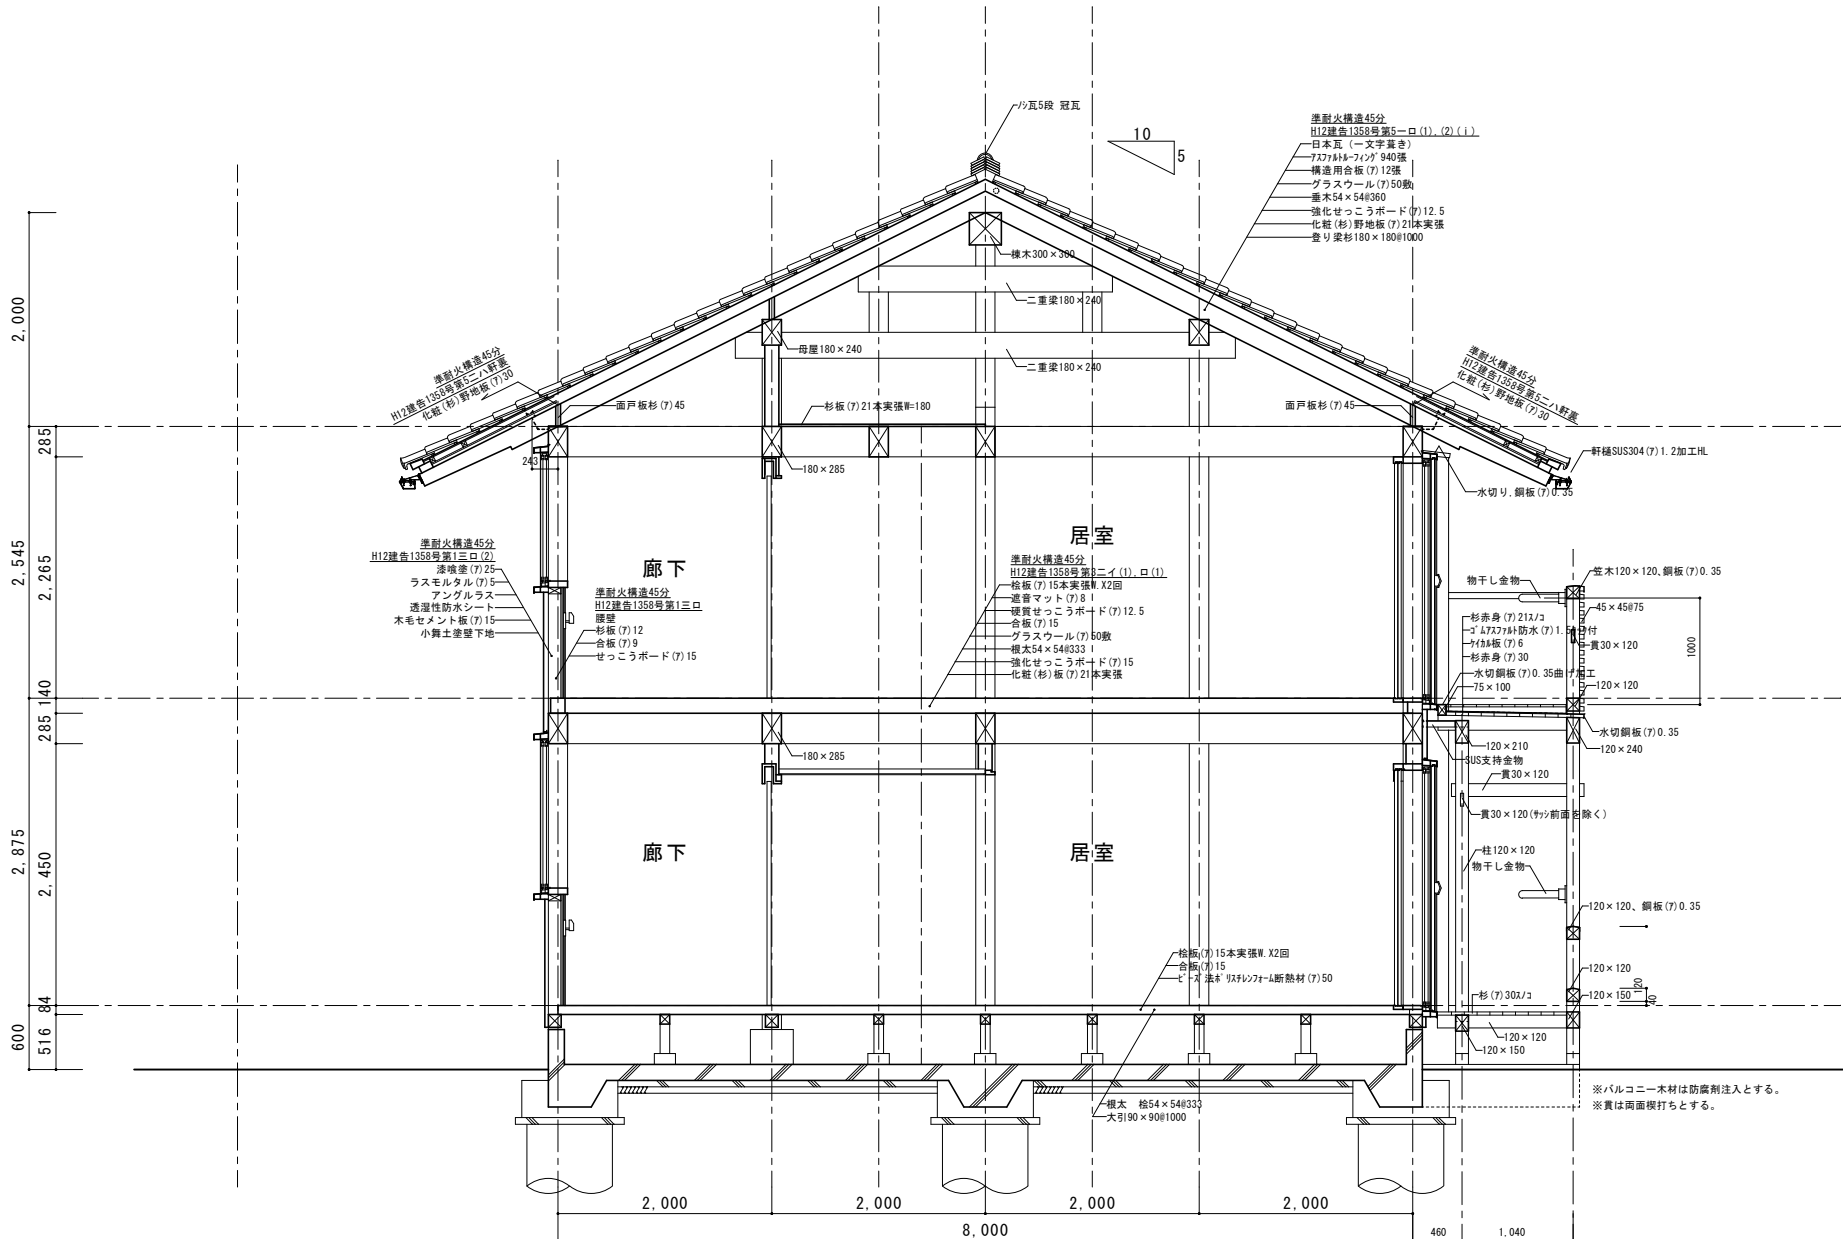 ﾉｼ瓦5段 冠瓦
10
5
準耐火構造45分
H12建告1358号第5一ロ(1),(2)(ⅰ)
日本瓦（一文字葺き）
ｱｽﾌｧﾙﾄﾙｰﾌｨﾝｸﾞ940張
構造用合板(ｱ)12張
グラスウール(ｱ)50敷
垂木54×54@360
強化せっこうボード(ｱ)12.5
化粧(杉)野地板(ｱ)21本実張
登り梁杉180×180@1000
棟木300×300
二重梁180×240
母屋180×240
二重梁180×240
準耐火構造45分
H12建告1358号第5二ハ軒裏
化粧(杉)野地板(ｱ)30
準耐火構造45分
H12建告1358号第5二ハ軒裏
化粧(杉)野地板(ｱ)30
面戸板杉(ｱ)45
杉板(ｱ)21本実張W=180
面戸板杉(ｱ)45
243
180×285
軒樋SUS304(ｱ)1.2加工HL
水切り,銅板(ｱ)0.35
2,000
285
2,545
2,265
140
285
2,875
2,450
84
600
516
準耐火構造45分
H12建告1358号第1三ロ(2)
漆喰塗(ｱ)25
ラスモルタル(ｱ)5
アングルラス
透湿性防水シート
木毛セメント板(ｱ)15
小舞土塗壁下地
廊下
準耐火構造45分
H12建告1358号第1三ロ
腰壁
杉板(ｱ)12
合板(ｱ)9
せっこうボード(ｱ)15
居室
準耐火構造45分
H12建告1358号第3ニイ(1),ロ(1)
桧板(ｱ)15本実張W.X2回
遮音マット(ｱ)8
硬質せっこうボード(ｱ)12.5
合板(ｱ)15
グラスウール(ｱ)50敷
根太54×54@333
強化せっこうボード(ｱ)15
化粧(杉)板(ｱ)21本実張
物干し金物
笠木120×120,銅板(ｱ)0.35
45×45@75
貫30×120
1000
杉赤身(ｱ)21ｽﾉｺ
ｺﾞﾑｱｽﾌｧﾙﾄ防水(ｱ)1.5
ｹｲｶﾙ板(ｱ)6
杉赤身(ｱ)30
水切銅板(ｱ)0.35曲げ加工
75×100
120×120
水切銅板(ｱ)0.35
120×240
120×210
SUS支持金物
貫30×120
貫30×120(ｻｯｼ前面を除く)
180×285
廊下
居室
柱120×120
物干し金物
120×120、銅板(ｱ)0.35
120×120
120
40
120×150
杉(ｱ)30ｽﾉｺ
120×120
120×150
桧板(ｱ)15本実張W.X2回
合板(ｱ)15
ﾋﾞｰｽﾞ法ﾎﾟﾘｽﾁﾚﾝﾌｫｰﾑ断熱材(ｱ)50
根太 桧54×54@333
大引90×90@1000
※バルコニー木材は防腐剤注入とする。
※貫は両面楔打ちとする。
2,000
2,000
2,000
2,000
8,000
460
1,040